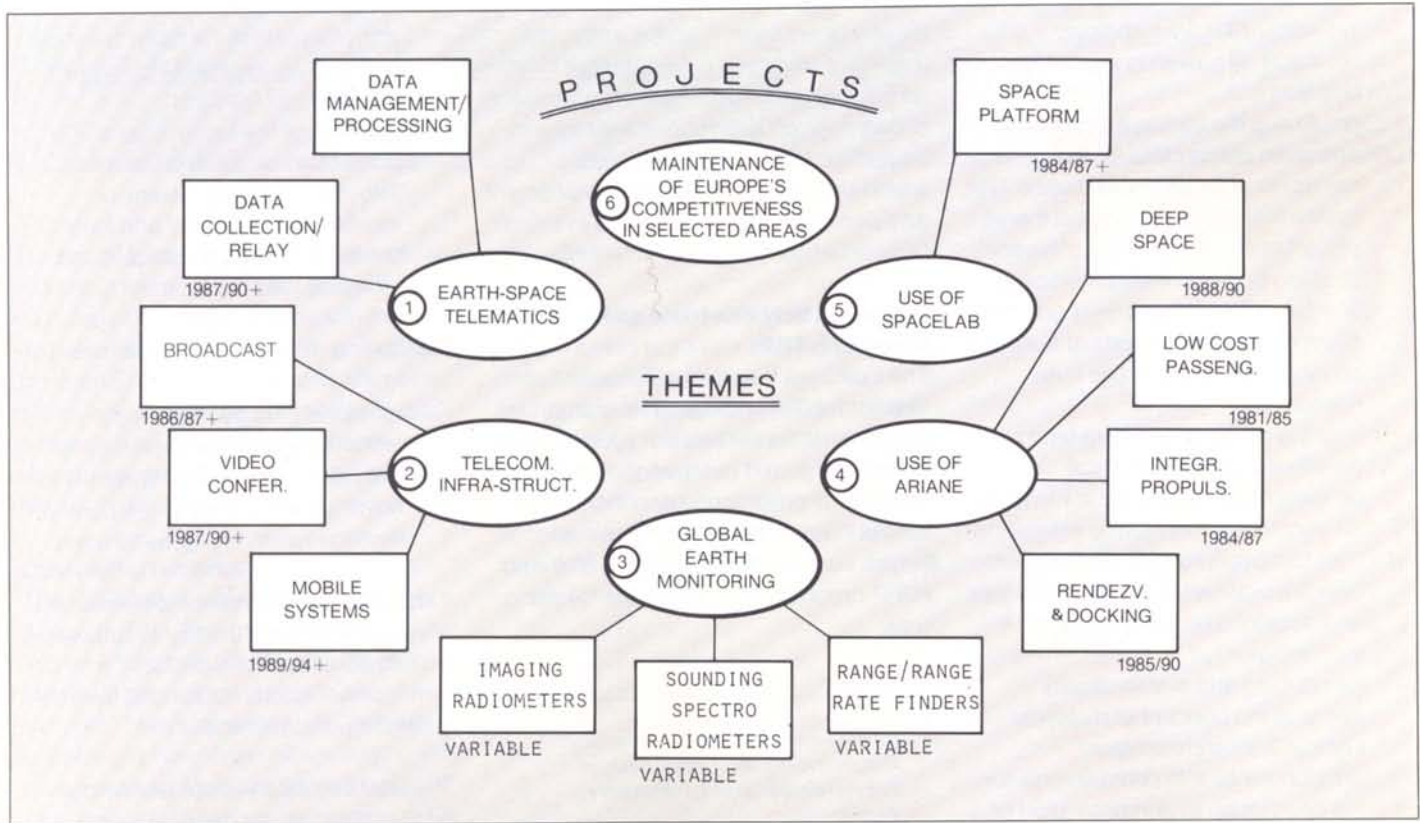 PROJECTS
DATA
MANAGEMENT/
PROCESSING
DATA
COLLECTION/
RELAY
1987/90+
BROADCAST
1986/87+
VIDEO
CONFER.
1987/90+
MOBILE
SYSTEMS
1989/94+
6
MAINTENANCE
OF EUROPE'S
COMPETITIVENESS
IN SELECTED AREAS
THEMES
1
EARTH-SPACE
TELEMATICS
2
TELECOM.
INFRA-STRUCT.
3
GLOBAL
EARTH
MONITORING
IMAGING
RADIOMETERS
VARIABLE
SOUNDING
SPECTRO
RADIOMETERS
VARIABLE
RANGE/RANGE
RATE FINDERS
VARIABLE
5
USE OF
SPACELAB
4
USE OF
ARIANE
SPACE
PLATFORM
1984/87+
DEEP
SPACE
1988/90
LOW COST
PASSENG.
1981/85
INTEGR.
PROPULS.
1984/87
RENDEZV.
& DOCKING
1985/90